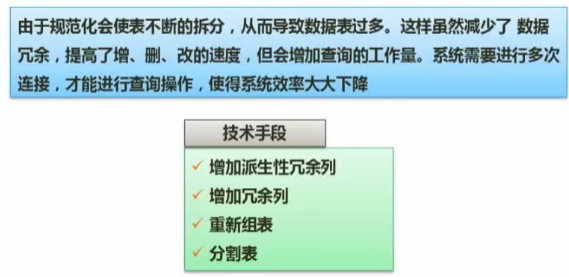 由于规范化会使表不断的拆分，从而导致数据表过多。这样虽然减少了 数据
冗余，提高了增、删、改的速度，但会增加查询的工作量。系统需要进行多次
连接，才能进行查询操作，使得系统效率大大下降
技术手段
✓ 增加派生性冗余列
✓ 增加冗余列
✓ 重新组表
✓ 分割表